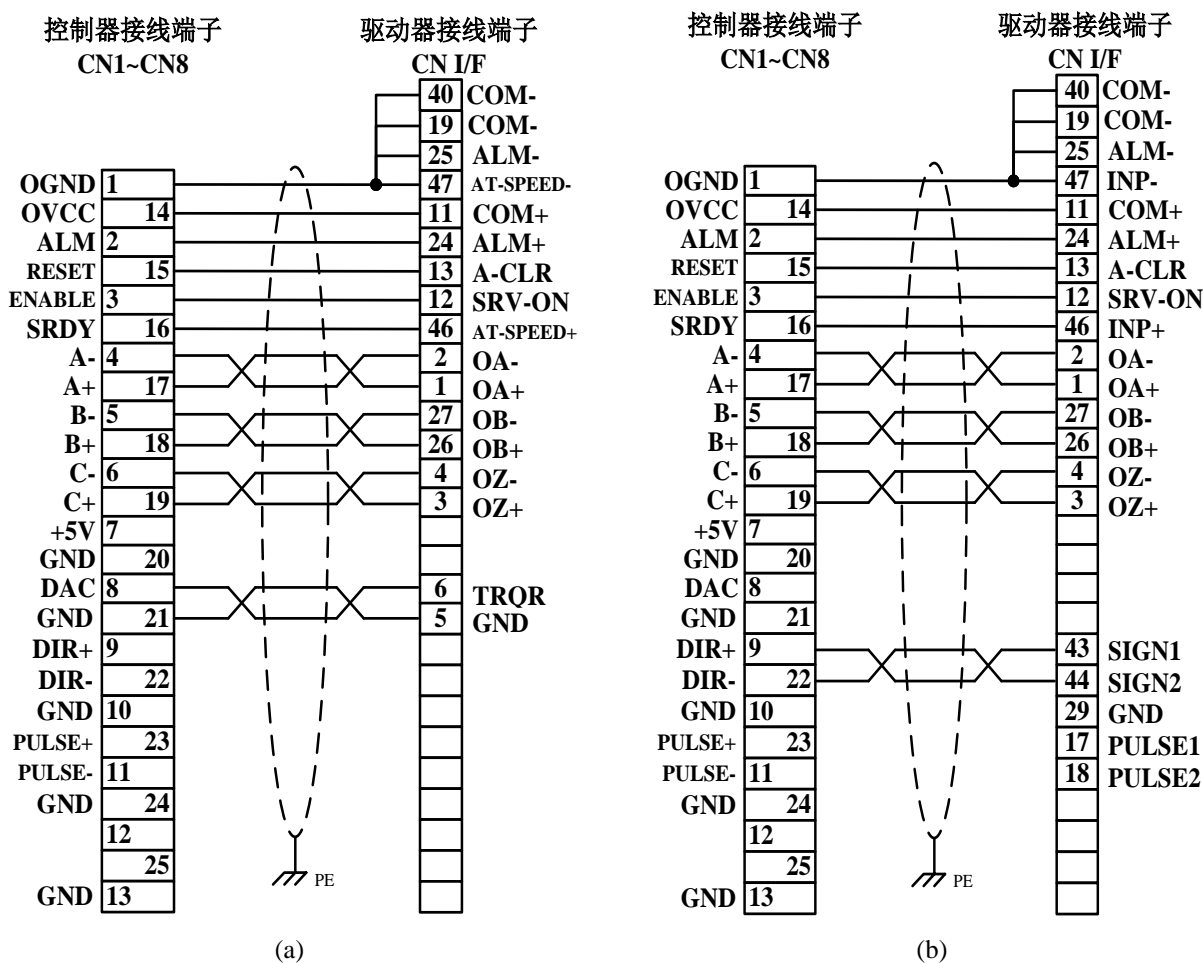 控制器接线端子 驱动器接线端子
CN1~CN8 CN I/F
40 COM-
19 COM-
25 ALM-
OGND 1 47 AT-SPEED-
OVCC 14 11 COM+
ALM 2 24 ALM+
RESET 15 13 A-CLR
ENABLE 3 12 SRV-ON
SRDY 16 46 AT-SPEED+
A- 4 2 OA-
A+ 17 1 OA+
B- 5 27 OB-
B+ 18 26 OB+
C- 6 4 OZ-
C+ 19 3 OZ+
+5V 7
GND 20
DAC 8 6 TRQR
GND 21 5 GND
DIR+ 9
DIR- 22
GND 10
PULSE+ 23
PULSE- 11
GND 24
12
25
GND 13
PE
(a)
控制器接线端子 驱动器接线端子
CN1~CN8 CN I/F
40 COM-
19 COM-
25 ALM-
OGND 1 47 INP-
OVCC 14 11 COM+
ALM 2 24 ALM+
RESET 15 13 A-CLR
ENABLE 3 12 SRV-ON
SRDY 16 46 INP+
A- 4 2 OA-
A+ 17 1 OA+
B- 5 27 OB-
B+ 18 26 OB+
C- 6 4 OZ-
C+ 19 3 OZ+
+5V 7
GND 20
DAC 8
GND 21
DIR+ 9 43 SIGN1
DIR- 22 44 SIGN2
GND 10 29 GND
PULSE+ 23 17 PULSE1
PULSE- 11 18 PULSE2
GND 24
12
25
GND 13
PE
(b)